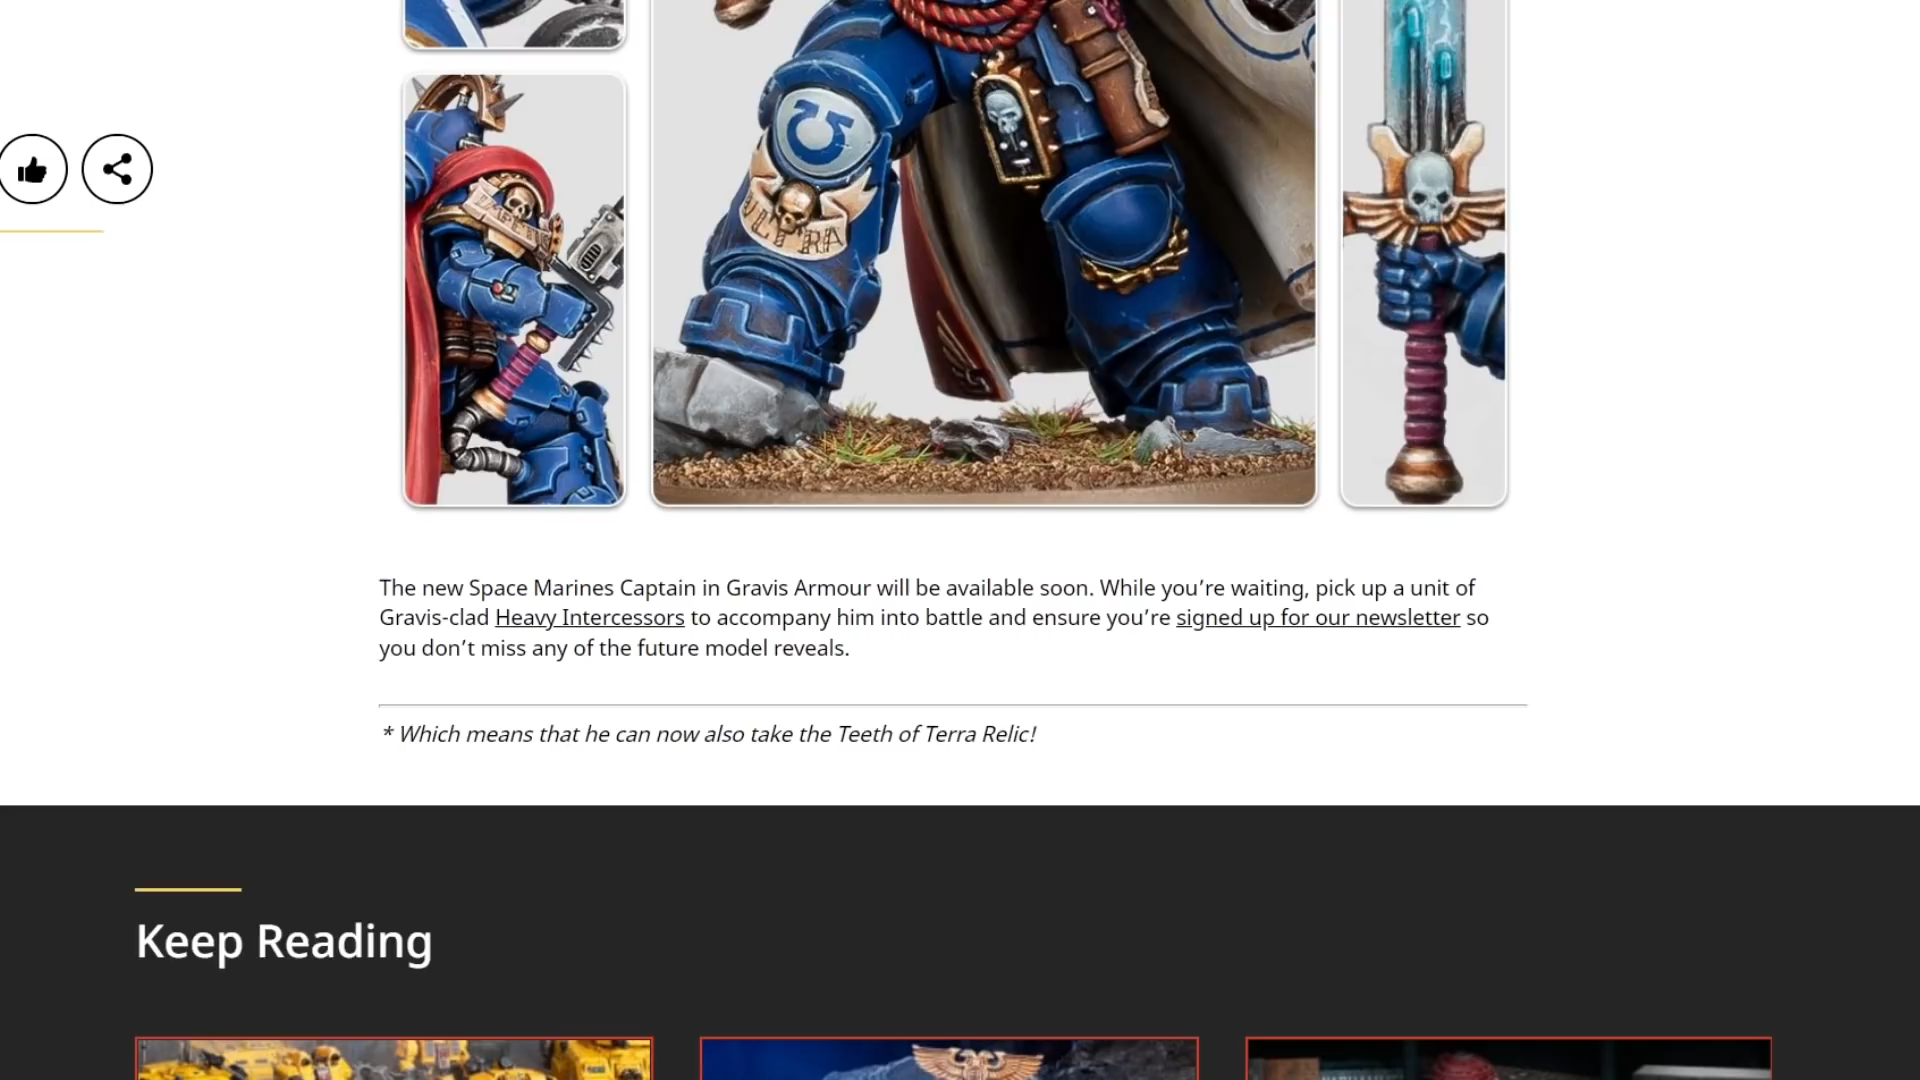 ULTRA
The new Space Marines Captain in Gravis Armour will be available soon. While you’re waiting, pick up a unit of
Gravis-clad Heavy Intercessors to accompany him into battle and ensure you’re signed up for our newsletter so
you don’t miss any of the future model reveals.
* Which means that he can now also take the Teeth of Terra Relic!
Keep Reading